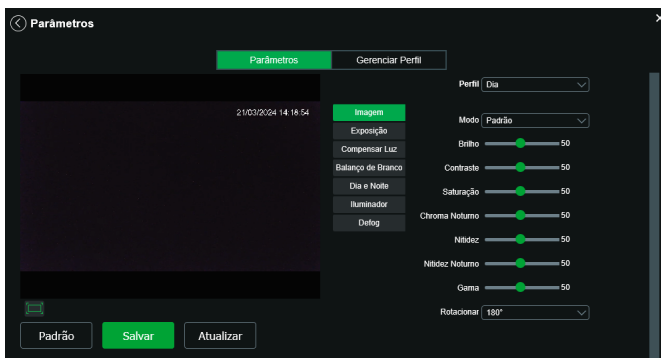 Parâmetros
Parâmetros
Gerenciar Perfil
21/03/2024 14:18:54
Imagem
Exposição
Compensar Luz
Balanço de Branco
Dia e Noite
Iluminador
Defog
Perfil Dia
Modo Padrão
Brilho 50
Contraste 50
Saturação 50
Chroma Noturno 50
Nitidez 50
Nitidez Noturno 50
Gama 50
Rotacionar 180°
Padrão
Salvar
Atualizar